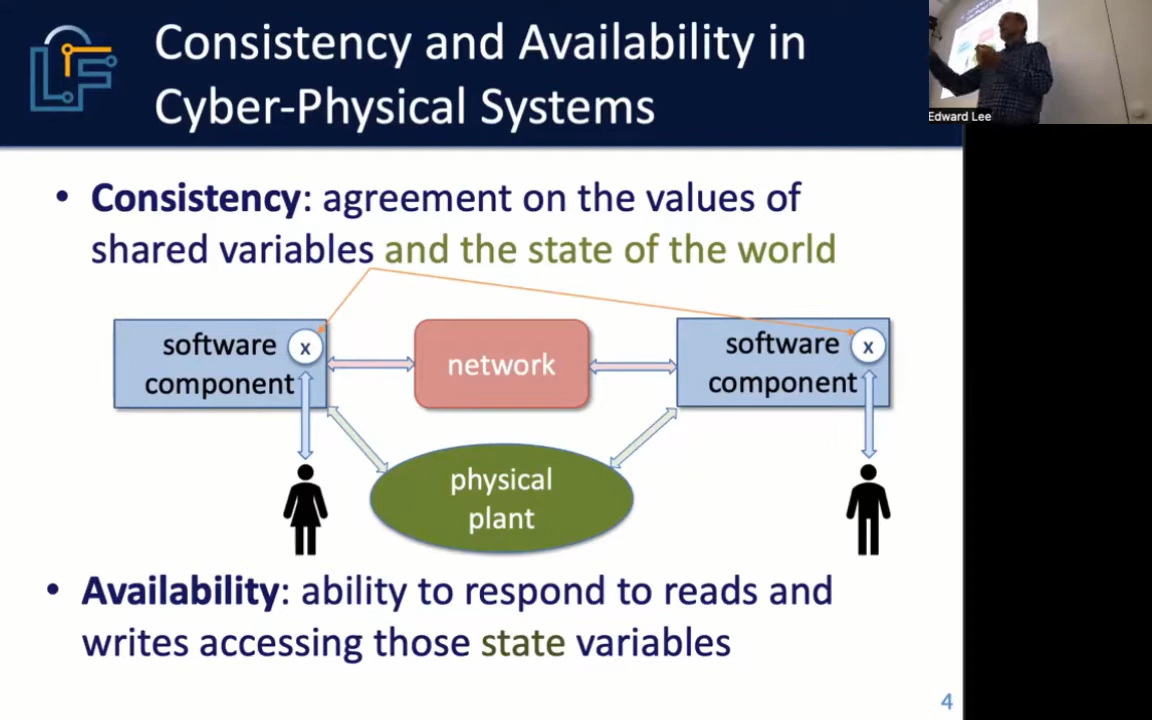 Consistency and Availability in
Cyber-Physical Systems
Edward Lee
• Consistency: agreement on the values of
shared variables and the state of the world
software
component
x
network
software
component
x
physical
plant
• Availability: ability to respond to reads and
writes accessing those state variables
4